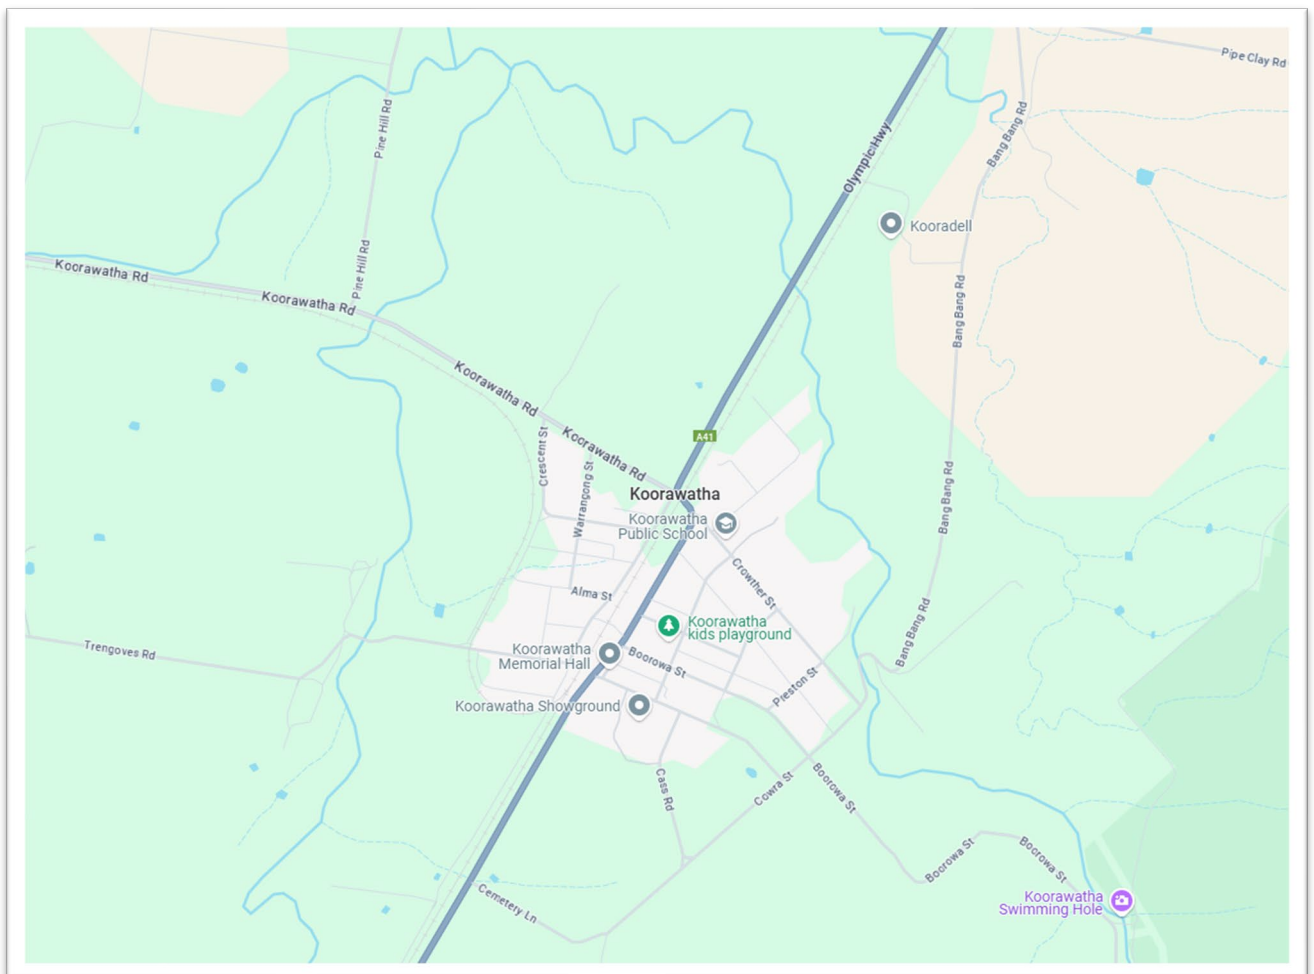 Pipe Clay Rd
Pine Hill Rd
Bang Bang Rd
Olympic Hwy
Kooradell
Koorawatha Rd
Pine Hill Rd
Koorawatha Rd
Bang Bang Rd
Koorawatha Rd
A41
Crescent St
Koorawatha Rd
Warrangong St
Koorawatha
Bang Bang Rd
Koorawatha
Public School
Crowther St
Alma St
Koorawatha
kids playground
Bang Bang Rd
Trengoves Rd
Koorawatha
Memorial Hall
Boorowa St
Preston St
Koorawatha Showground
Cass Rd
Cowra St
Boorowa St
Boorowa St
Boorowa St
Cemetery Ln
Koorawatha
Swimming Hole